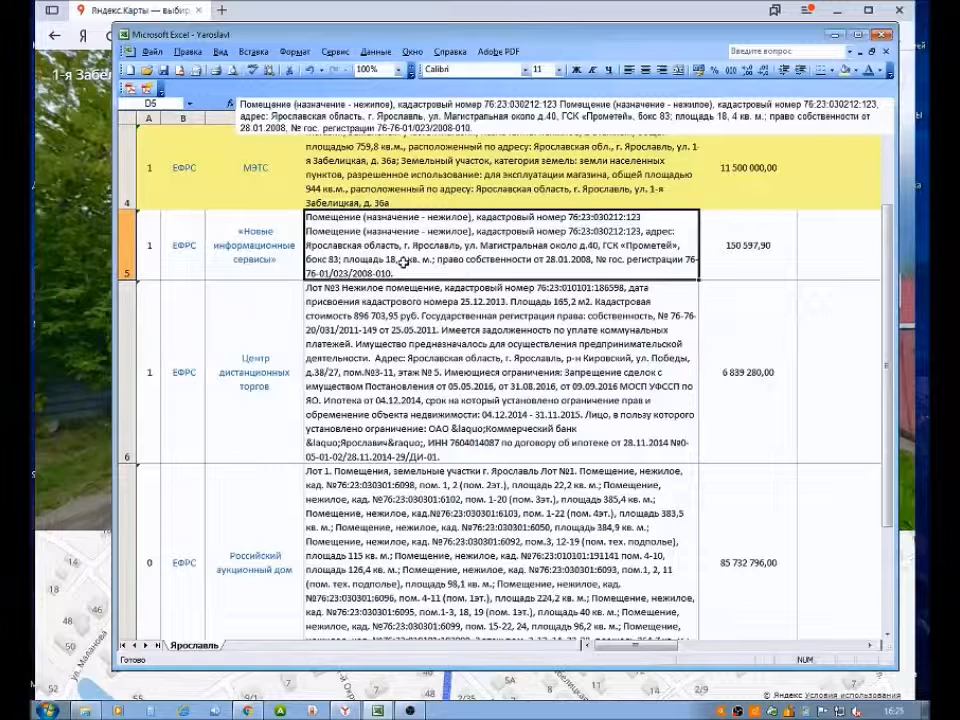 Яндекс.Карты — выбир
1-я Забел
Microsoft Excel - Yaroslavl
Файл Правка Вид Вставка Формат Сервис Данные Окно Справка Adobe PDF
Введите вопрос
100% Calibri 11 Ж К Ч
D5
Помещение (назначение - нежилое), кадастровый номер 76:23:030212:123 Помещение (назначение - нежилое), кадастровый номер 76:23:030212:123,
адрес: Ярославская область, г. Ярославль, ул. Магистральная около д.40, ГСК «Прометей», бокс 83; площадь 18, 4 кв. м.; право собственности от
28.01.2008, № гос. регистрации 76-76-01/023/2008-010.
A B C D E F
площадью 759,8 кв.м., расположенный по адресу: Ярославская обл., г. Ярославль, ул. 1-
я Забелицкая, д. 36а; Земельный участок, категория земель: земли населенных
1 ЕФРС МЭТС пунктов, разрешенное использование: для эксплуатации магазина, общей площадью 11 500 000,00
944 кв.м., расположенный по адресу: Ярославская область, г. Ярославль, ул. 1-я
4 Забелицкая, д. 36а
Помещение (назначение - нежилое), кадастровый номер 76:23:030212:123
«Новые Помещение (назначение - нежилое), кадастровый номер 76:23:030212:123, адрес:
1 ЕФРС информационные Ярославская область, г. Ярославль, ул. Магистральная около д.40, ГСК «Прометей», 150 597,90
сервисы» бокс 83; площадь 18, кв. м.; право собственности от 28.01.2008, № гос. регистрации 76-
5 76-01/023/2008-010.
Лот №3 Нежилое помещение, кадастровый номер 76:23:010101:186598, дата
присвоения кадастрового номера 25.12.2013. Площадь 165,2 м2. Кадастровая
стоимость 896 703,95 руб. Государственная регистрация права: собственность, № 76-76-
20/031/2011-149 от 25.05.2011. Имеется задолженность по уплате коммунальных
платежей. Имущество предназначалось для осуществления предпринимательской
Центр деятельности. Адрес: Ярославская область, г. Ярославль, р-н Кировский, ул. Победы,
1 ЕФРС дистанционных д.38/27, пом.№3-11, этаж № 5. Имеющиеся ограничения: Запрещение сделок с 6 839 280,00
торгов имуществом Постановления от 05.05.2016, от 31.08.2016, от 09.09.2016 МОСП УФССП по
ЯО. Ипотека от 04.12.2014, срок на который установлено ограничение прав и
обременение объекта недвижимости: 04.12.2014 - 31.11.2015. Лицо, в пользу которого
установлено ограничение: ОАО &laquo;Коммерческий банк
&laquo;Ярославич&raquo;, ИНН 7604014087 по договору об ипотеке от 28.11.2014 №0-
6 05-01-02/28.11.2014-29/ДИ-01.
Лот 1. Помещения, земельные участки г. Ярославль Лот №1. Помещение, нежилое,
кад. №76:23:030301:6098, пом. 1, 2 (пом. 2эт.), площадь 22,2 кв. м.; Помещение,
нежилое, кад. №76:23:030301:6102, пом. 1-20 (пом. 3эт.), площадь 385,4 кв. м.;
Помещение, нежилое, кад.№76:23:030301:6103, пом. 1-22 (пом. 4эт.), площадь 383,5
кв. м.; Помещение, нежилое, кад. №76:23:030301:6050, площадь 384,9 кв. м.;
Помещение, нежилое, кад. №76:23:030301:6092, пом.3, 12-19 (пом. тех. подполье),
Российский площадь 115 кв. м.; Помещение, нежилое, кад. №76:23:010101:191141 пом. 4-10,
0 ЕФРС аукционный дом площадь 126,4 кв. м.; Помещение, нежилое, кад. №76:23:030301:6093, пом.1, 2, 11 85 732 796,00
(пом. тех. подполье), площадь 98,1 кв. м.; Помещение, нежилое, кад.
№76:23:030301:6096, пом. 4-11 (пом. 1эт), площадь 224,2 кв. м.; Помещение,
нежилое, кад. №76:23:030301:6095, пом.1-3, 18, 19 (пом. 1эт), площадь 40 кв. м.;
Помещение, нежилое, кад. №76:23:030301:6099, пом. 15-22, 24, площадь 96,2 кв. м.;
Ярославль
Готово
NUM
18
46
48
50
52
ул. Маланова
55
5А
2/9
© Яндекс Условия использования
16:25